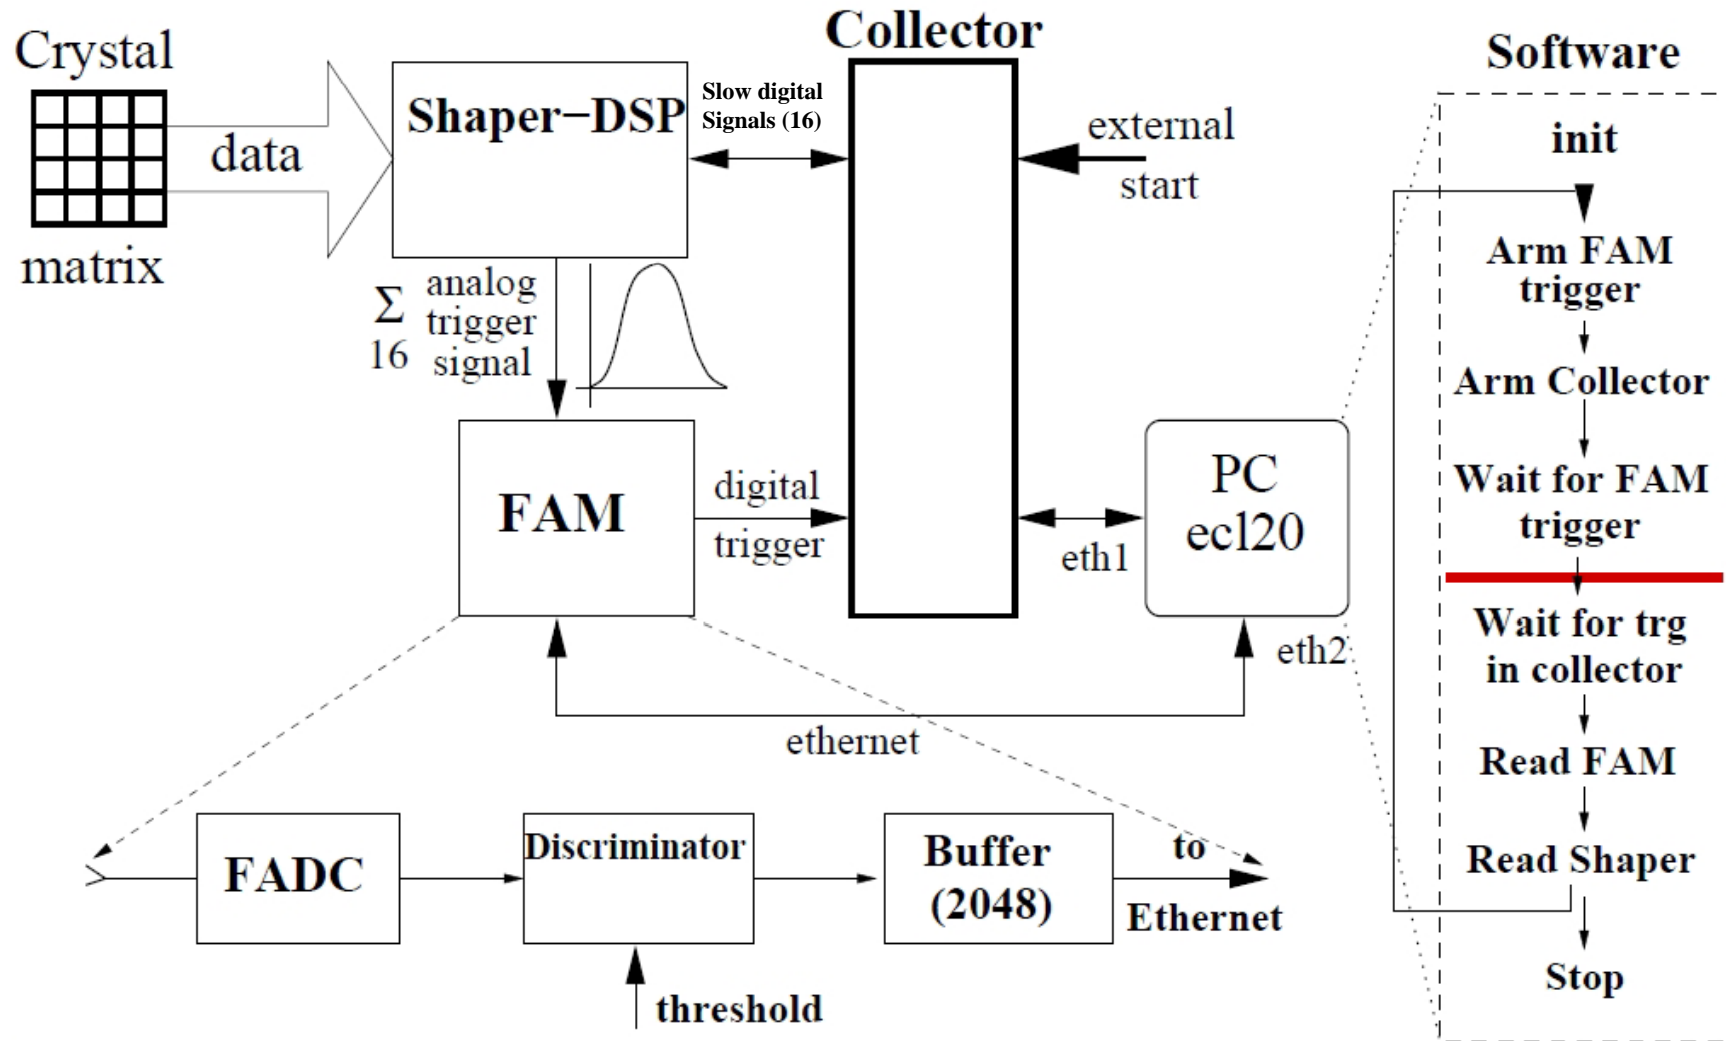 Crystal
matrix
data
Shaper−DSP
Slow digital
Signals (16)
Collector
external
start
Σ
16
analog
trigger
signal
FAM
digital
trigger
eth1
PC
ecl20
eth2
ethernet
FADC
Discriminator
threshold
Buffer
(2048)
to
Ethernet
Software
init
Arm FAM
trigger
Arm Collector
Wait for FAM
trigger
Wait for trg
in collector
Read FAM
Read Shaper
Stop